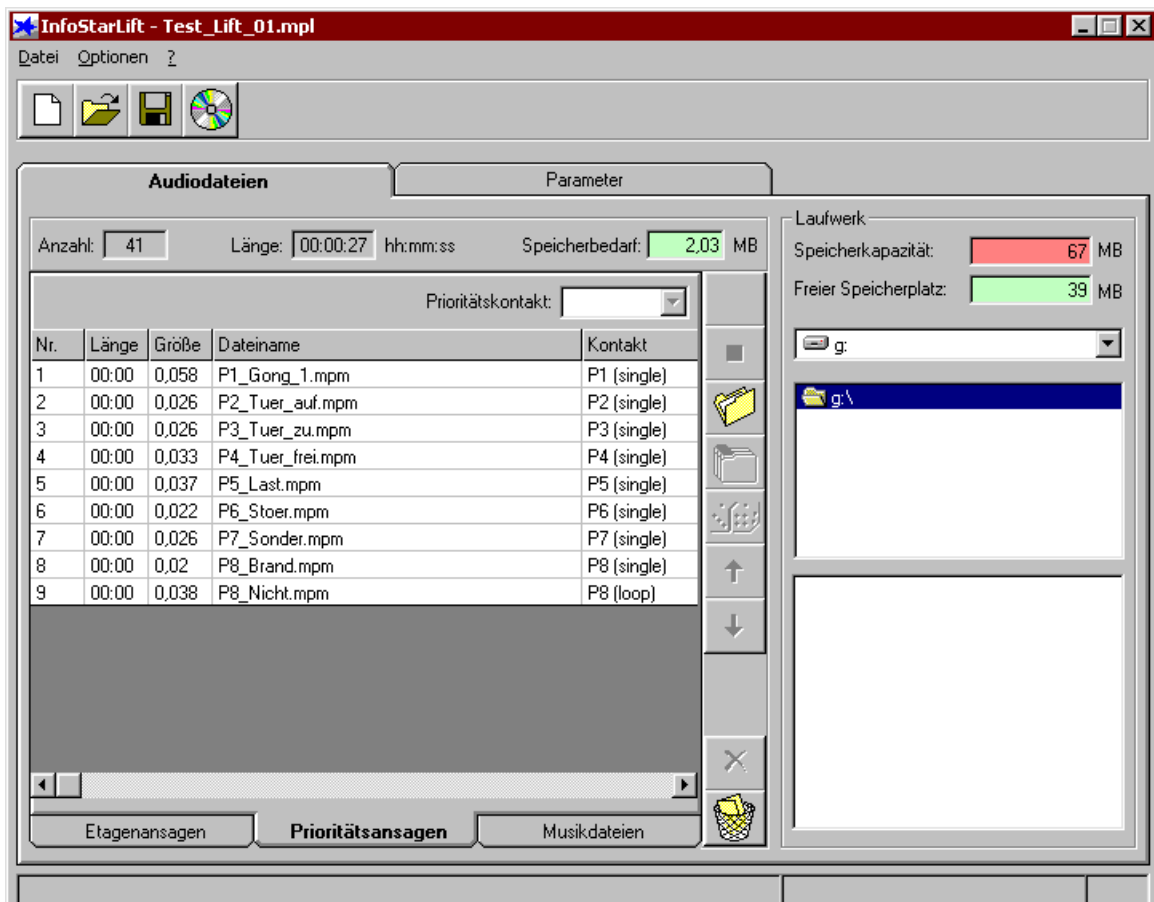 InfoStarLift - Test_Lift_01.mpl
Datei Optionen ?
Audiodateien Parameter
Anzahl: 41 Länge: 00:00:27 hh:mm:ss Speicherbedarf: 2,03 MB
Prioritätskontakt:
Nr. Länge Größe Dateiname Kontakt
1 00:00 0,058 P1_Gong_1.mpm P1 (single)
2 00:00 0,026 P2_Tuer_auf.mpm P2 (single)
3 00:00 0,026 P3_Tuer_zu.mpm P3 (single)
4 00:00 0,033 P4_Tuer_frei.mpm P4 (single)
5 00:00 0,037 P5_Last.mpm P5 (single)
6 00:00 0,022 P6_Stoer.mpm P6 (single)
7 00:00 0,026 P7_Sonder.mpm P7 (single)
8 00:00 0,02 P8_Brand.mpm P8 (single)
9 00:00 0,038 P8_Nicht.mpm P8 (loop)
Etagenansagen Prioritätsansagen Musikdateien
Laufwerk
Speicherkapazität: 67 MB
Freier Speicherplatz: 39 MB
g:
g:\